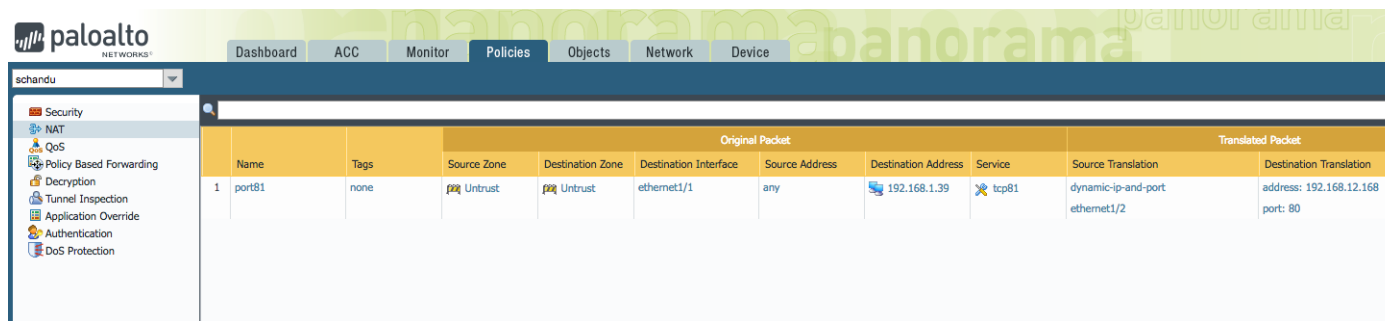 paloalto
NETWORKS®
panorama
panorama
panorama
Dashboard ACC Monitor Policies Objects Network Device
schandu
Security
NAT
QoS
Policy Based Forwarding
Decryption
Tunnel Inspection
Application Override
Authentication
DoS Protection
Original Packet Translated Packet
Name Tags Source Zone Destination Zone Destination Interface Source Address Destination Address Service Source Translation Destination Translation
1 port81 none Untrust Untrust ethernet1/1 any 192.168.1.39 tcp81 dynamic-ip-and-port address: 192.168.12.168
ethernet1/2 port: 80